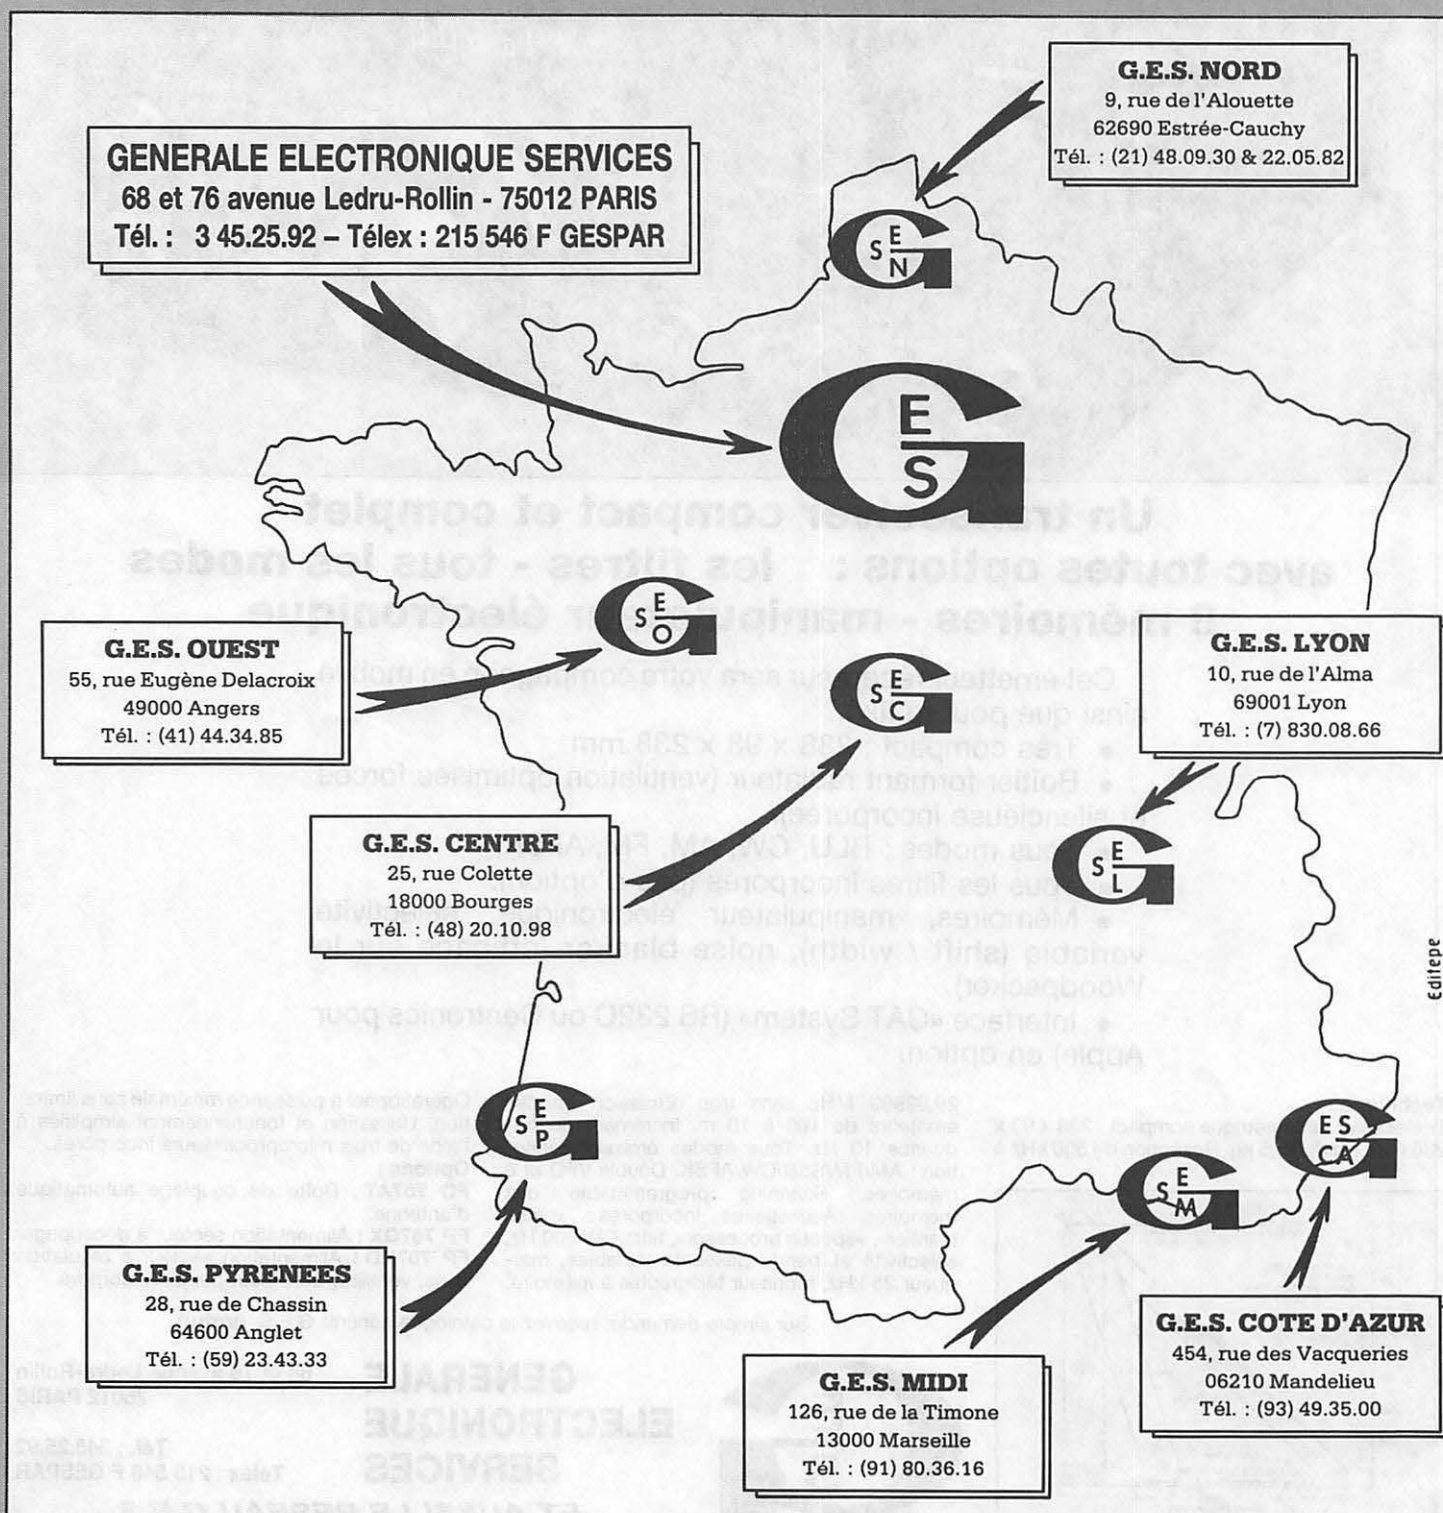 G.E.S. NORD
9, rue de l'Alouette
62690 Estrée-Cauchy
Tél. : (21) 48.09.30 & 22.05.82
GENERALE ELECTRONIQUE SERVICES
68 et 76 avenue Ledru-Rollin - 75012 PARIS
Tél. : 3 45.25.92 – Télex : 215 546 F GESPAR
G S E N
G E S
G S E O
G.E.S. OUEST
55, rue Eugène Delacroix
49000 Angers
Tél. : (41) 44.34.85
G S E C
G.E.S. LYON
10, rue de l'Alma
69001 Lyon
Tél. : (7) 830.08.66
G.E.S. CENTRE
25, rue Colette
18000 Bourges
Tél. : (48) 20.10.98
G S E L
Editepe
G S E P
G S E M
G E S CA
G.E.S. PYRENEES
28, rue de Chassin
64600 Anglet
Tél. : (59) 23.43.33
G.E.S. MIDI
126, rue de la Timone
13000 Marseille
Tél. : (91) 80.36.16
G.E.S. COTE D'AZUR
454, rue des Vacqueries
06210 Mandelieu
Tél. : (93) 49.35.00